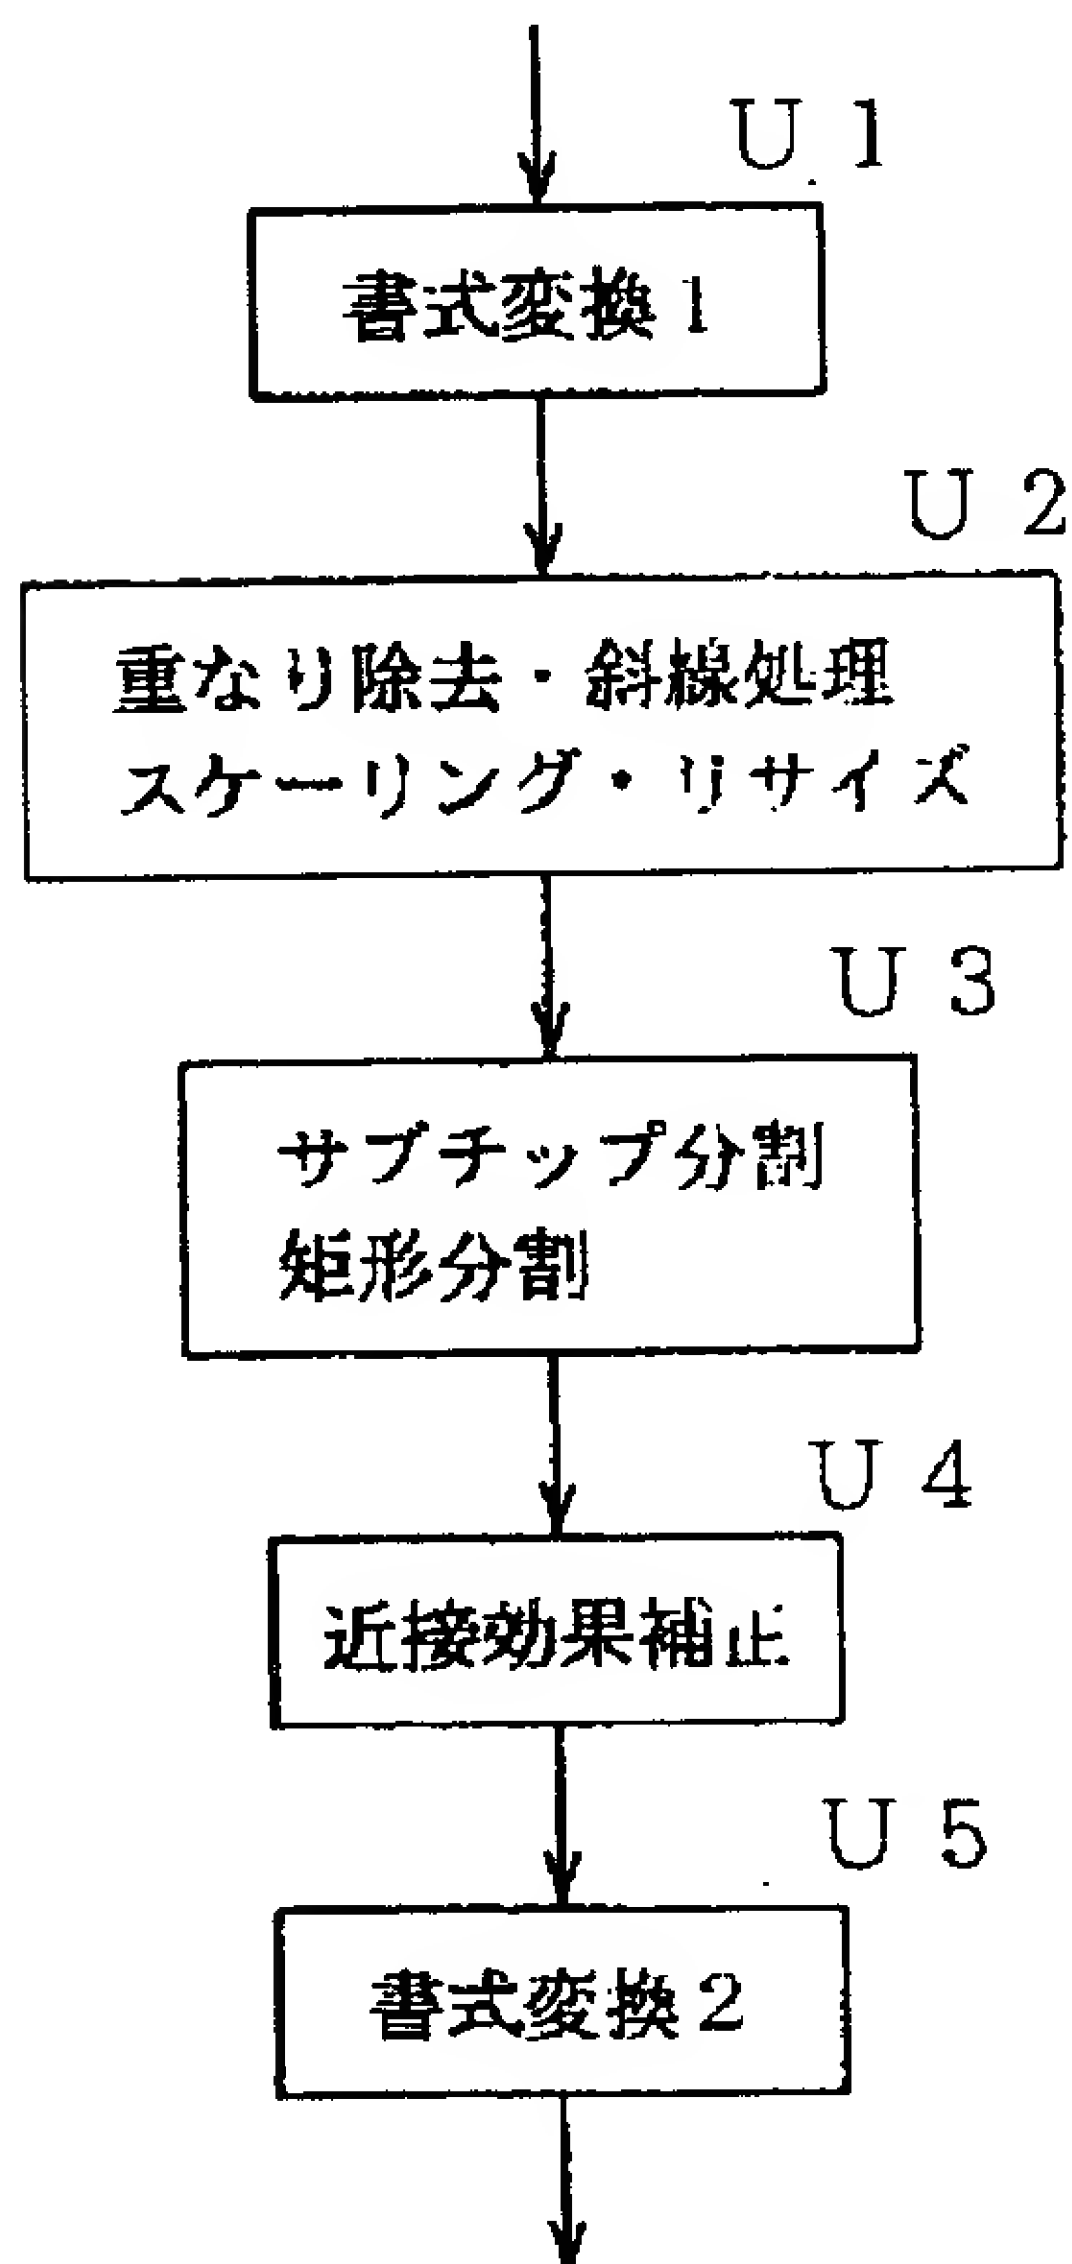 U 1
書式変換1
U 2
重なり除去・斜線処理
スケーリング・リサイズ
U 3
サブチップ分割
矩形分割
U 4
近接効果補正
U 5
書式変換2